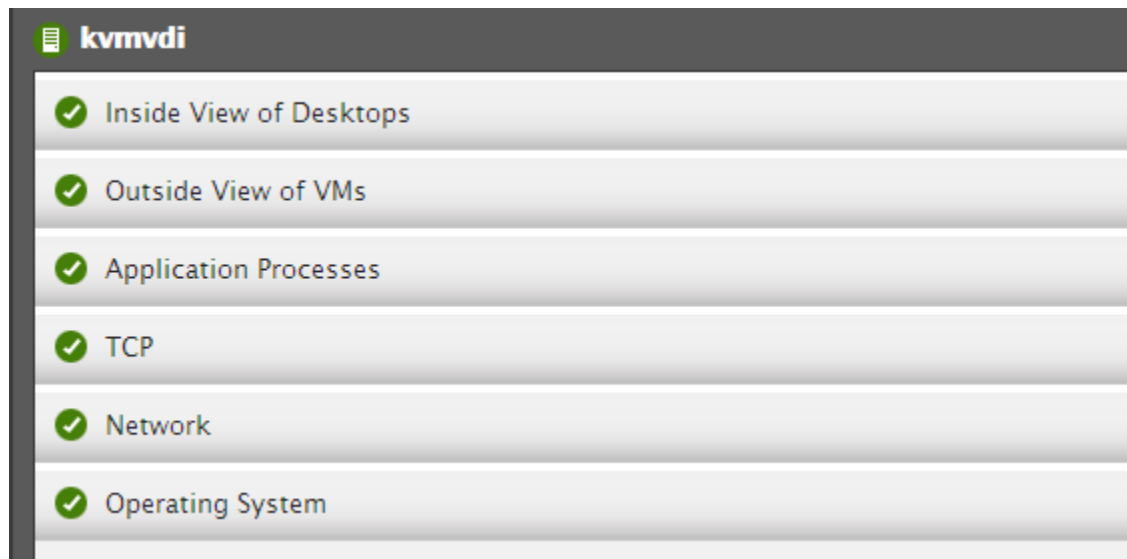 kvmvdi
Inside View of Desktops
Outside View of VMs
Application Processes
TCP
Network
Operating System